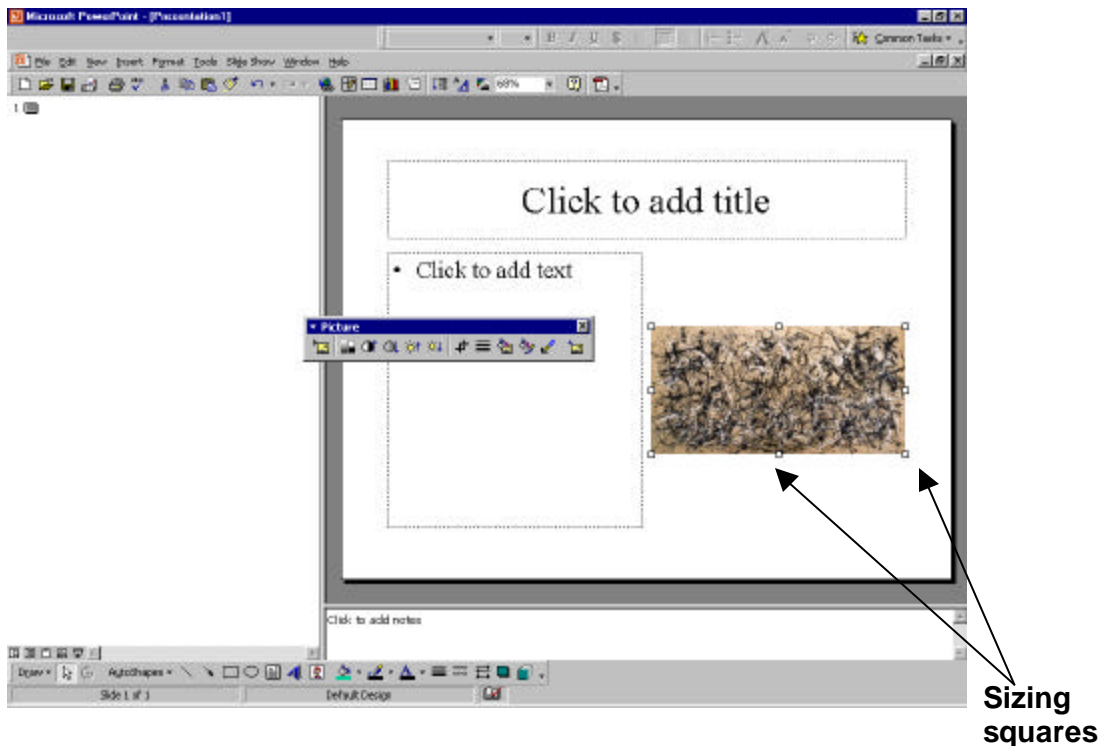 Microsoft PowerPoint - [Presentation1]
B I U S Common Tasks
File Edit View Insert Format Tools Slide Show Window Help
68%
1
Click to add title
• Click to add text
Picture
Click to add notes
Draw AutoShapes
Slide 1 of 1 Default Design
Sizing
squares